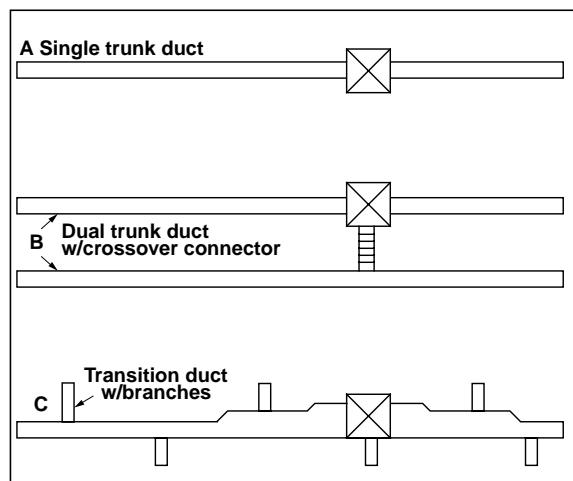 A Single trunk duct
B
Dual trunk duct
w/crossover connector
C
Transition duct
w/branches